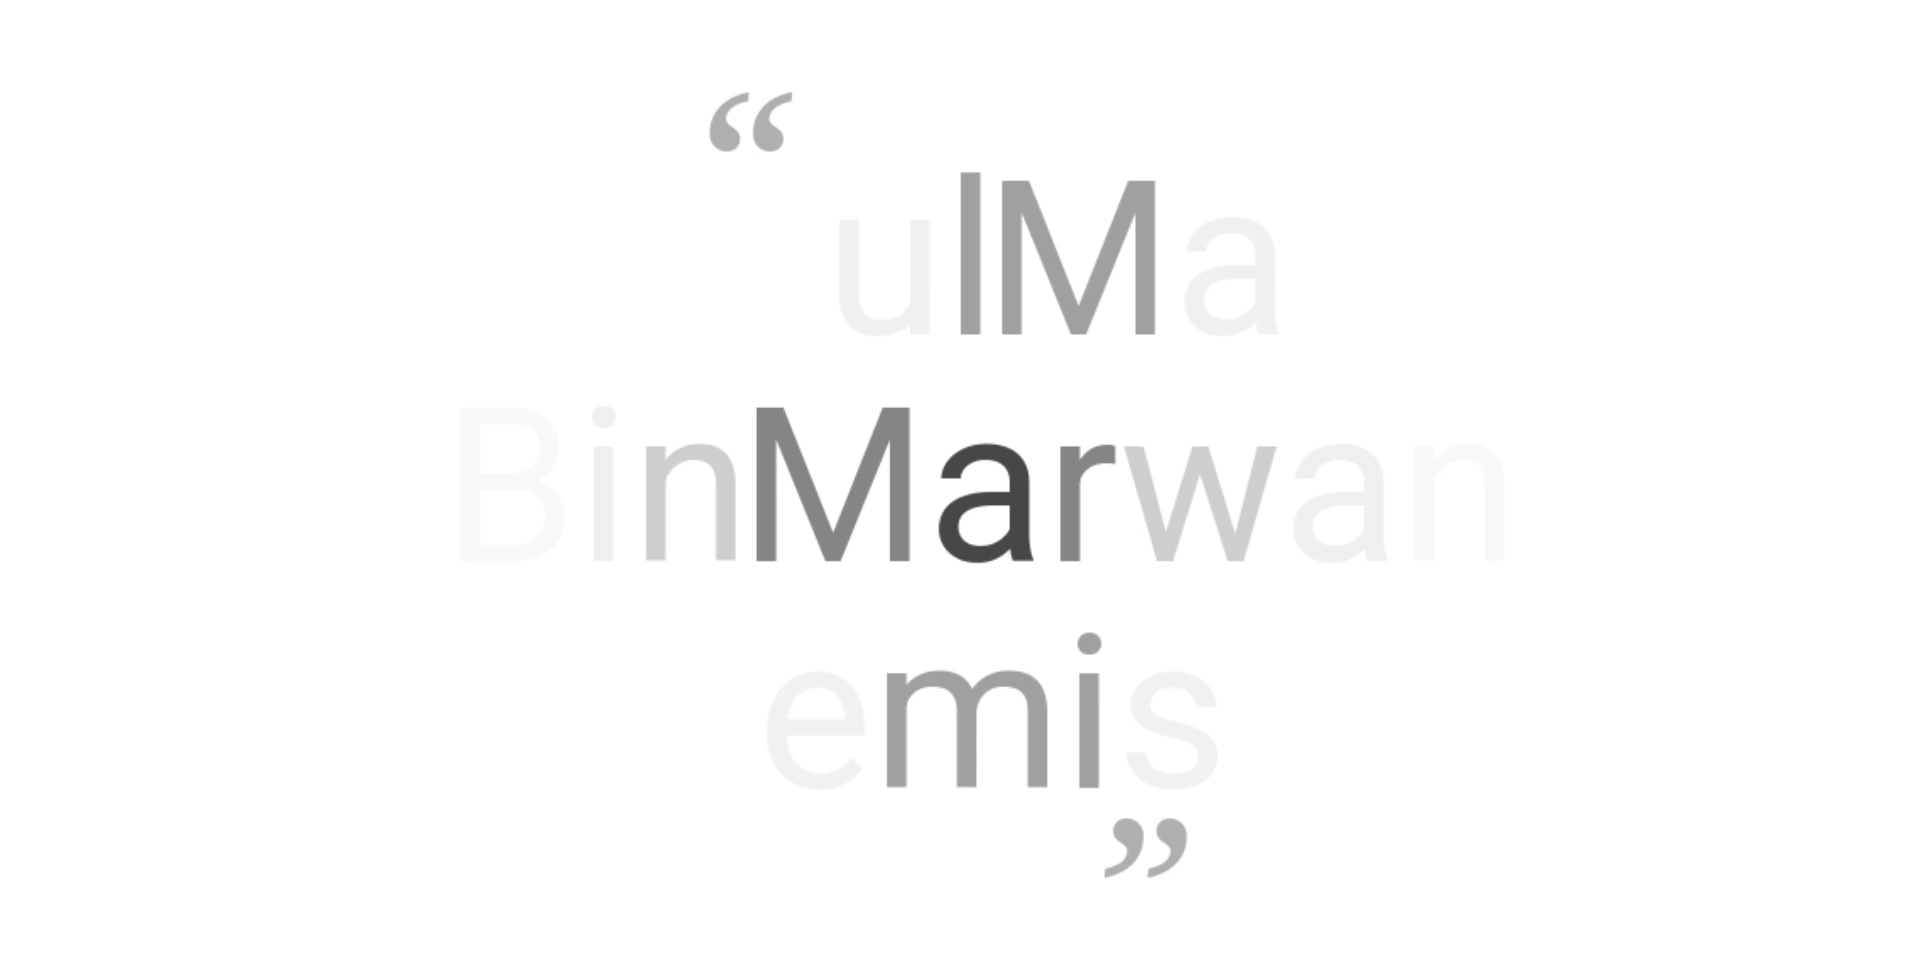 “
ulMa
BinMarwan
emis
”